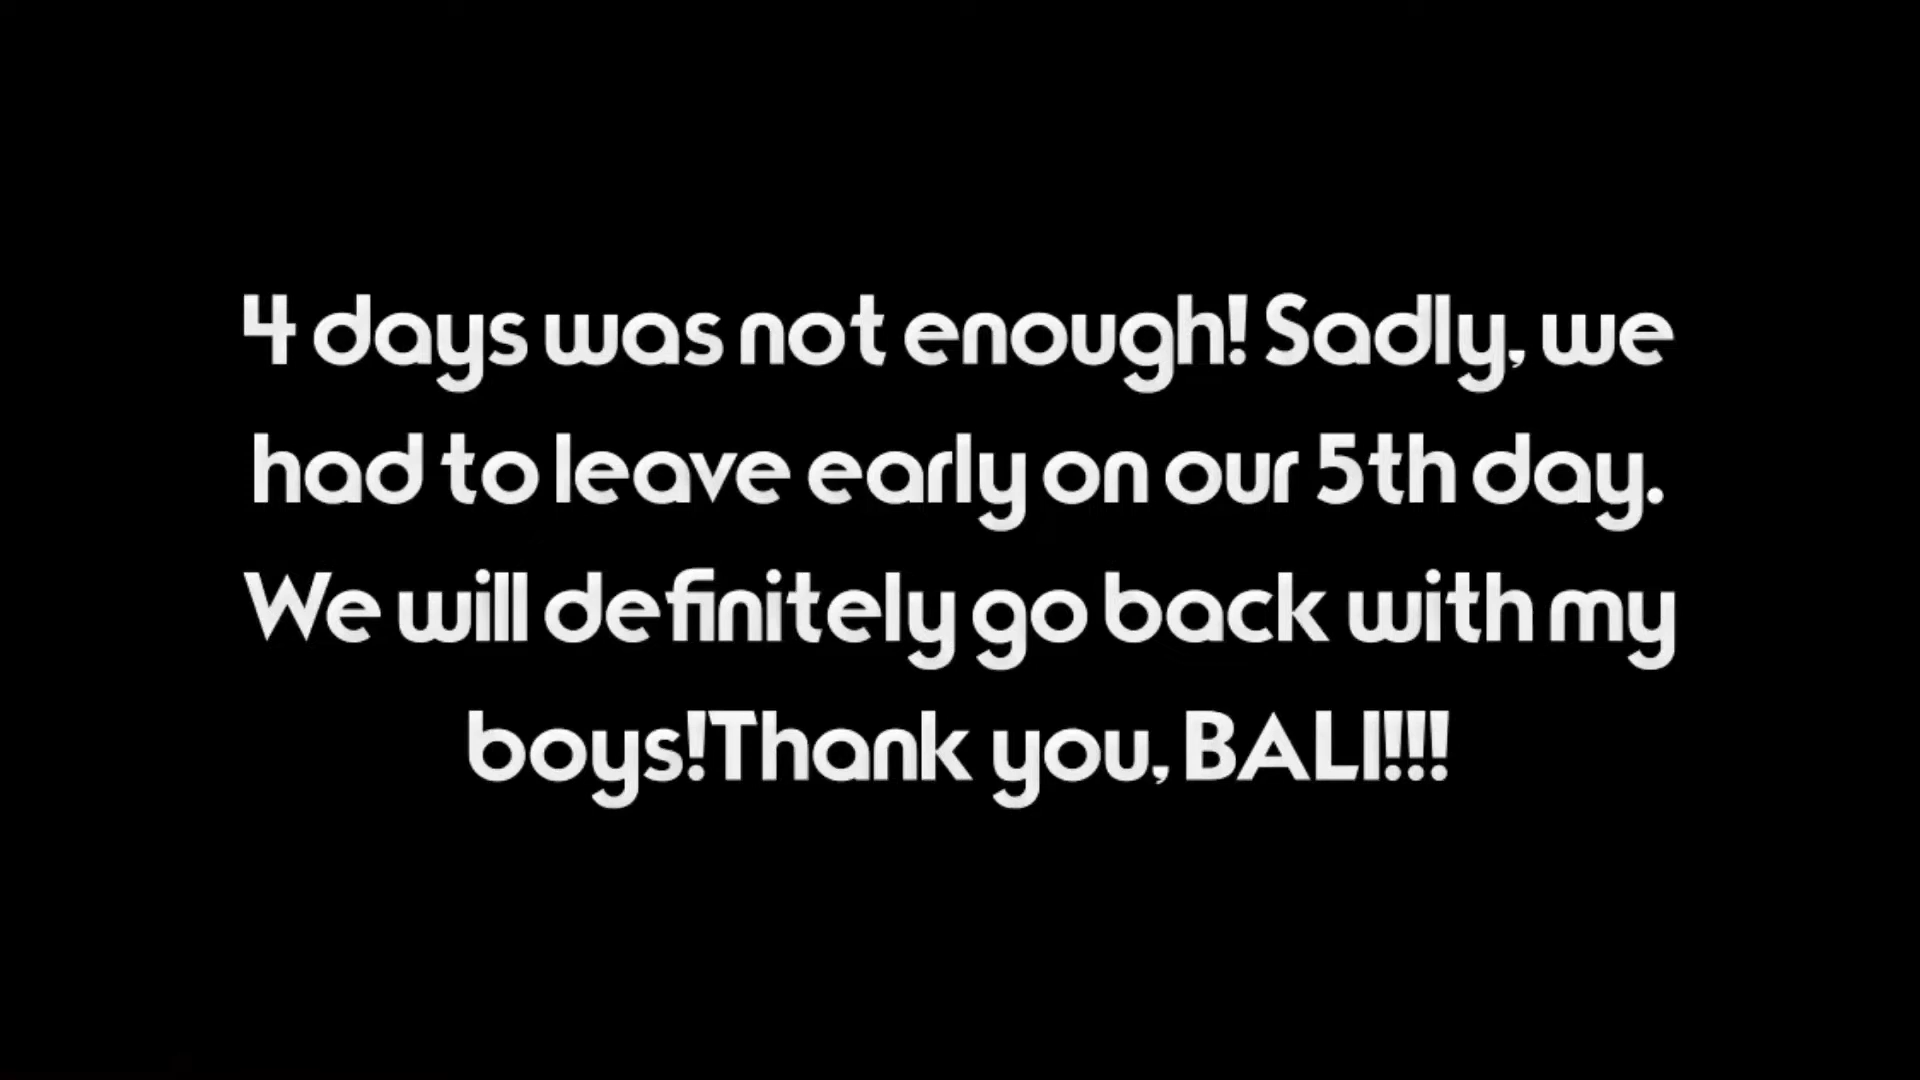 4 days was not enough! Sadly, we
had to leave early on our 5th day.
We will definitely go back with my
boys!Thank you, BALI!!!